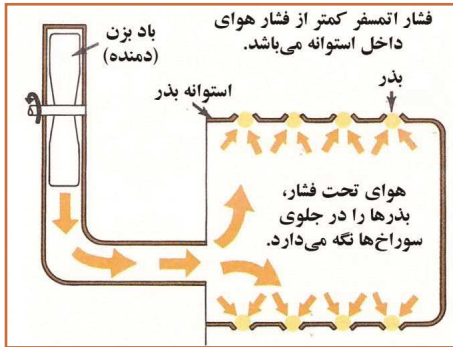 فشار اتمسفر کمتر از فشار هوای
داخل استوانه می‌باشد.
باد بزن
(دمنده)
استوانه بذر
بذر
هوای تحت فشار،
بذرها را در جلوی
سوراخ‌ها نگه می‌دارد.